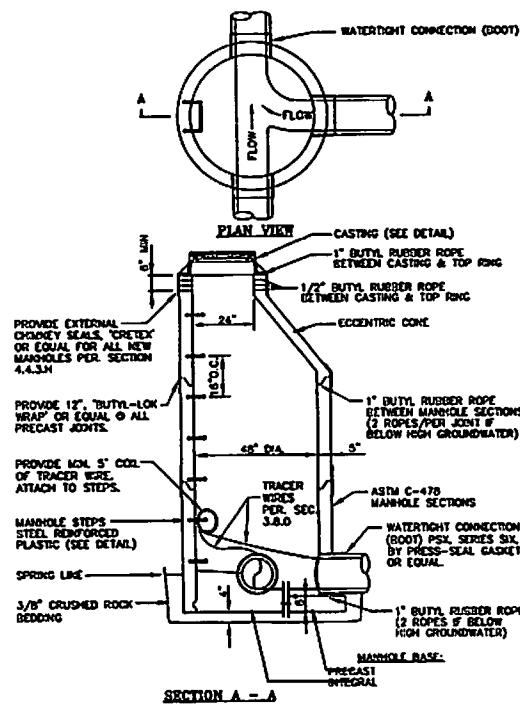 WATERTIGHT CONNECTION (BOOT)
A
A
FLOW
FLOW
PLAN VIEW
CASTING (SEE DETAIL)
1" BUTYL RUBBER ROPE
BETWEEN CASTING & TOP RING
1/2" BUTYL RUBBER ROPE
BETWEEN CASTING & TOP RING
6" MIN
24"
ECCENTRIC CONE
PROVIDE EXTERNAL
CHIMNEY SEALS, 'CRETEX'
OR EQUAL FOR ALL NEW
MANHOLES PER. SECTION
4.4.3.H
16"O.C.
PROVIDE 12", 'BUTYL-LOK
WRAP' OR EQUAL @ ALL
PRECAST JOINTS.
1" BUTYL RUBBER ROPE
BETWEEN MANHOLE SECTIONS
(2 ROPES/PER JOINT IF
BELOW HIGH GROUNDWATER)
48" DIA.
5"
PROVIDE MIN. 5' COIL
OF TRACER WIRE,
ATTACH TO STEPS.
TRACER
WIRES
PER. SEC.
3.8.0
ASTM C-478
MANHOLE SECTIONS
MANHOLE STEPS
STEEL REINFORCED
PLASTIC (SEE DETAIL)
WATERTIGHT CONNECTION
(BOOT) PSX, SERIES SIX,
BY PRESS-SEAL GASKET
OR EQUAL.
SPRING LINE
3/8" CRUSHED ROCK
BEDDING
4"
6"
1" BUTYL RUBBER ROPE
(2 ROPES IF BELOW
HIGH GROUNDWATER)
MANHOLE BASE:
PRECAST
INTEGRAL
SECTION A - A